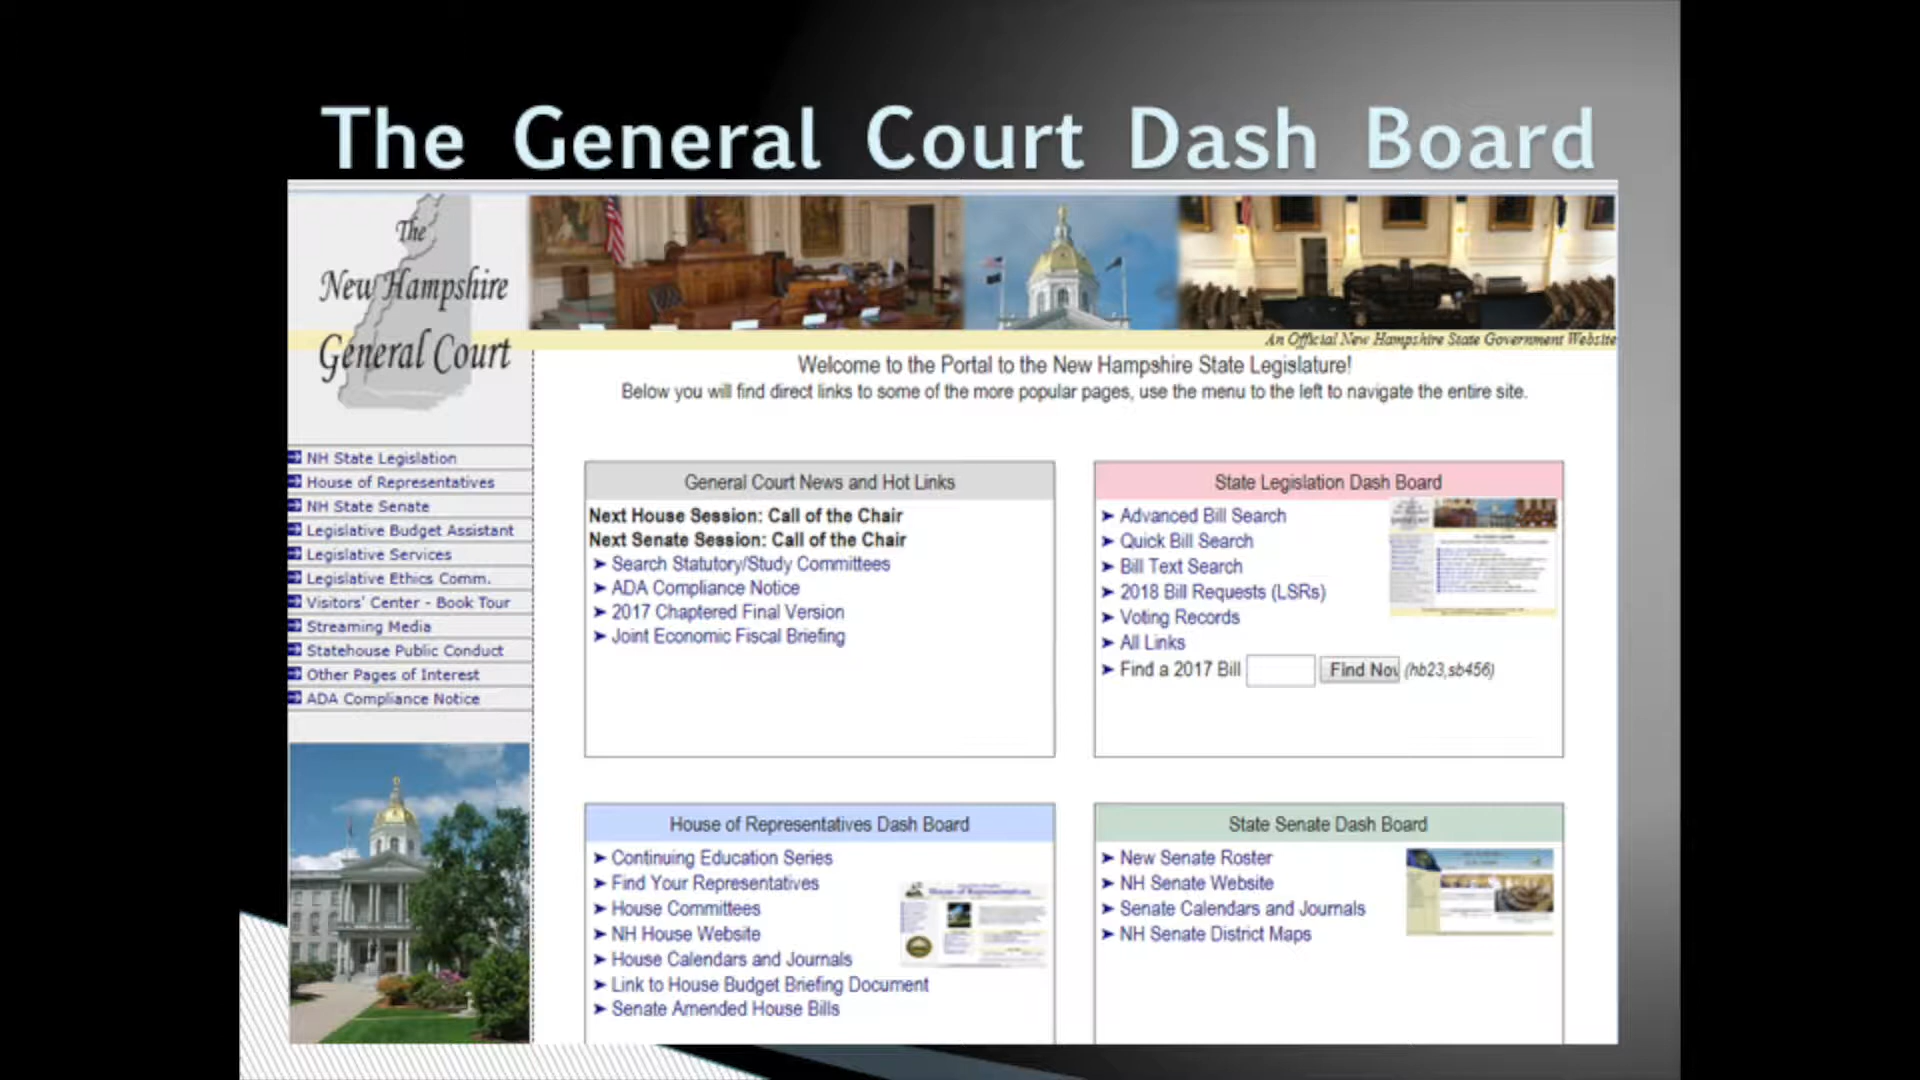 The General Court Dash Board
The
New Hampshire
General Court
An Official New Hampshire State Government Website
Welcome to the Portal to the New Hampshire State Legislature!
Below you will find direct links to some of the more popular pages, use the menu to the left to navigate the entire site.
NH State Legislation
House of Representatives
NH State Senate
Legislative Budget Assistant
Legislative Services
Legislative Ethics Comm.
Visitors' Center - Book Tour
Streaming Media
Statehouse Public Conduct
Other Pages of Interest
ADA Compliance Notice
General Court News and Hot Links
Next House Session: Call of the Chair
Next Senate Session: Call of the Chair
➤ Search Statutory/Study Committees
➤ ADA Compliance Notice
➤ 2017 Chaptered Final Version
➤ Joint Economic Fiscal Briefing
State Legislation Dash Board
➤ Advanced Bill Search
➤ Quick Bill Search
➤ Bill Text Search
➤ 2018 Bill Requests (LSRs)
➤ Voting Records
➤ All Links
➤ Find a 2017 Bill Find Nov (hb23,sb456)
House of Representatives Dash Board
➤ Continuing Education Series
➤ Find Your Representatives
➤ House Committees
➤ NH House Website
➤ House Calendars and Journals
➤ Link to House Budget Briefing Document
➤ Senate Amended House Bills
State Senate Dash Board
➤ New Senate Roster
➤ NH Senate Website
➤ Senate Calendars and Journals
➤ NH Senate District Maps